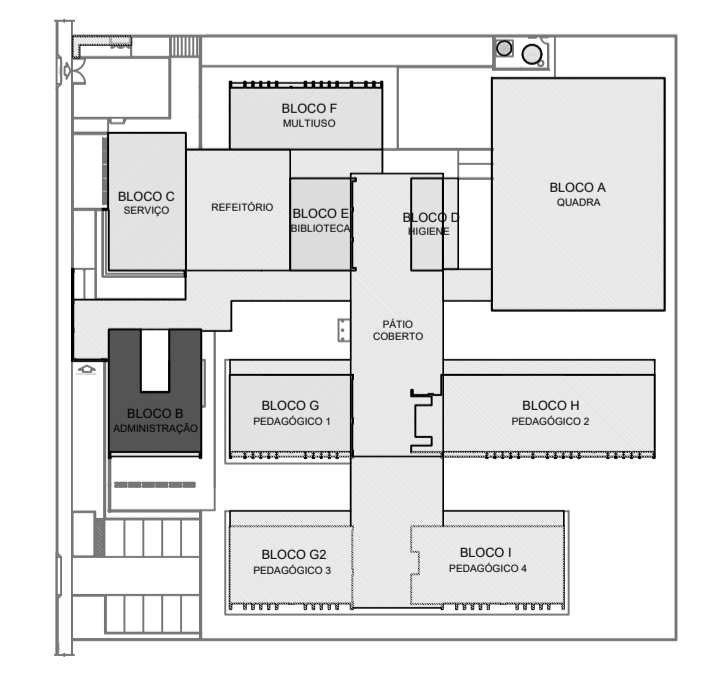 BLOCO F
MULTIUSO
BLOCO A
QUADRA
BLOCO C
SERVIÇO
REFEITÓRIO
BLOCO E
BIBLIOTECA
BLOCO D
HIGIENE
PÁTIO
COBERTO
BLOCO B
ADMINISTRAÇÃO
BLOCO G
PEDAGÓGICO 1
BLOCO H
PEDAGÓGICO 2
BLOCO G2
PEDAGÓGICO 3
BLOCO I
PEDAGÓGICO 4